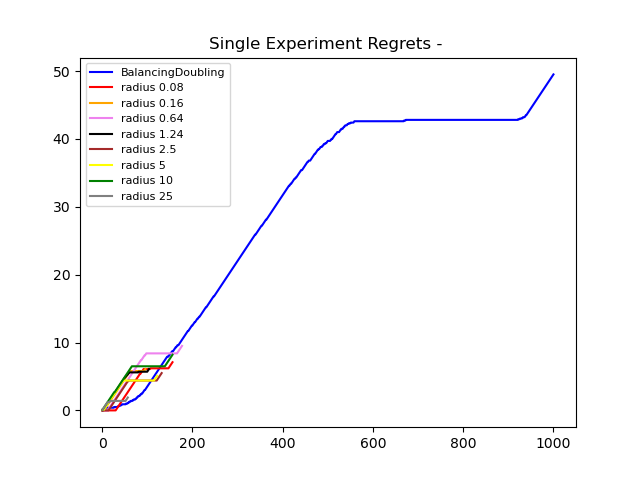 Single Experiment Regrets -
BalancingDoubling
radius 0.08
radius 0.16
radius 0.64
radius 1.24
radius 2.5
radius 5
radius 10
radius 25
50
40
30
20
10
0
0 200 400 600 800 1000